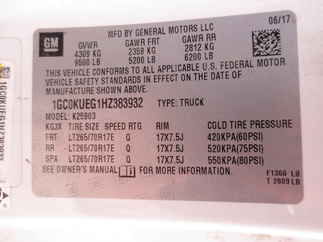 06/17
MFD BY GENERAL MOTORS LLC
GM
GVWR GAWR FRT GAWR RR
4309 KG 2359 KG 2812 KG
9500 LB 5200 LB 6200 LB
THIS VEHICLE CONFORMS TO ALL APPLICABLE U.S. FEDERAL MOTOR
VEHICLE SAFETY STANDARDS IN EFFECT ON THE DATE OF
MANUFACTURE SHOWN ABOVE.
1GC0KUEG1HZ383932 TYPE: TRUCK
MODEL: K25903
KGJX TIRE SIZE SPEED RTG RIM COLD TIRE PRESSURE
FRT LT265/70R17E Q 17X7.5J 420KPA(60PSI)
RR LT265/70R17E Q 17X7.5J 520KPA(75PSI)
SPA LT265/70R17E Q 17X7.5J 550KPA(80PSI)
SEE OWNER'S MANUAL FOR MORE INFORMATION.
T 2889 LB